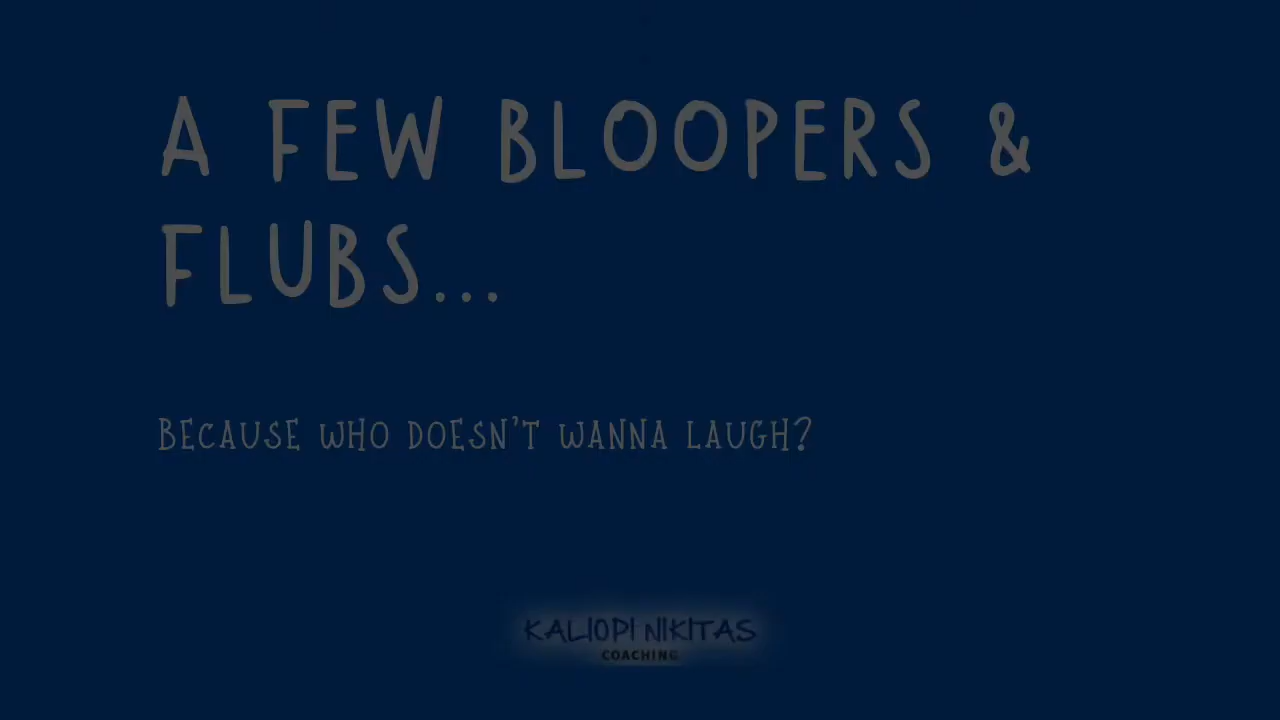 A FEW BLOOPERS &
FLUBS...
BECAUSE WHO DOESN'T WANNA LAUGH?
KALIOPI NIKITAS
COACHING